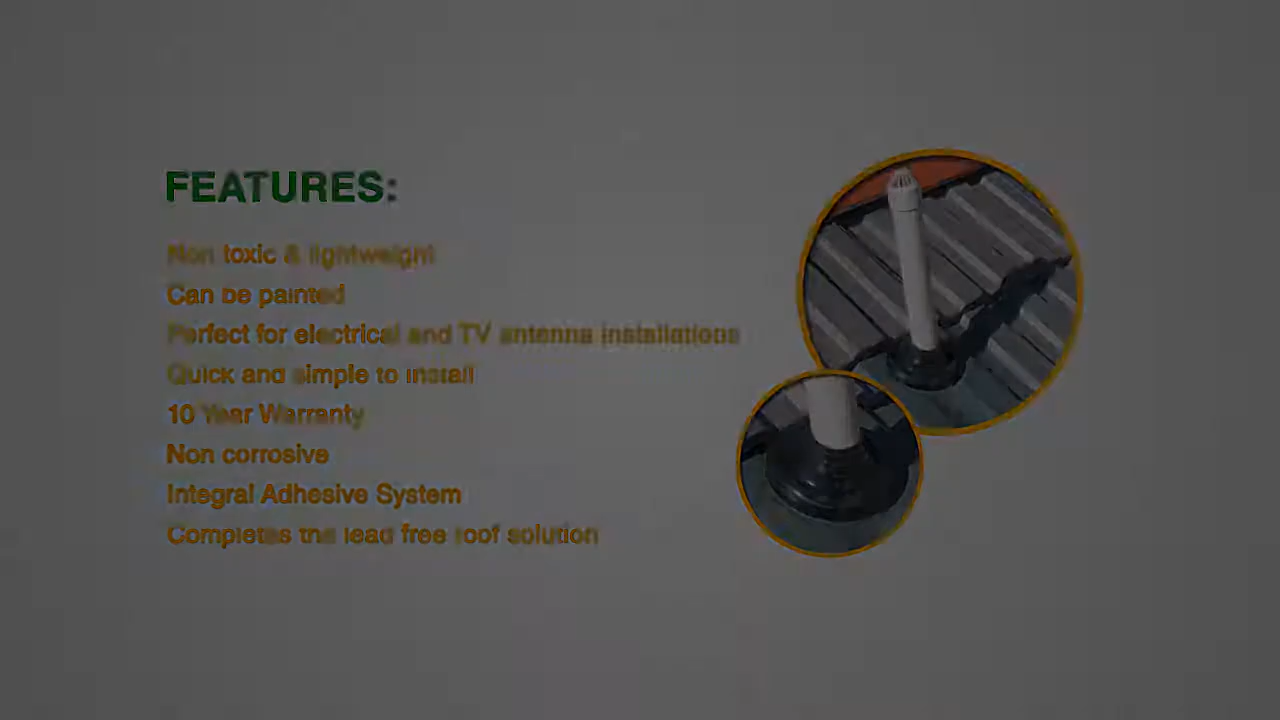 FEATURES:
Non toxic & lightweight
Can be painted
Perfect for electrical and TV antenna installations
Quick and simple to install
10 Year Warranty
Non corrosive
Integral Adhesive System
Completes the lead free roof solution